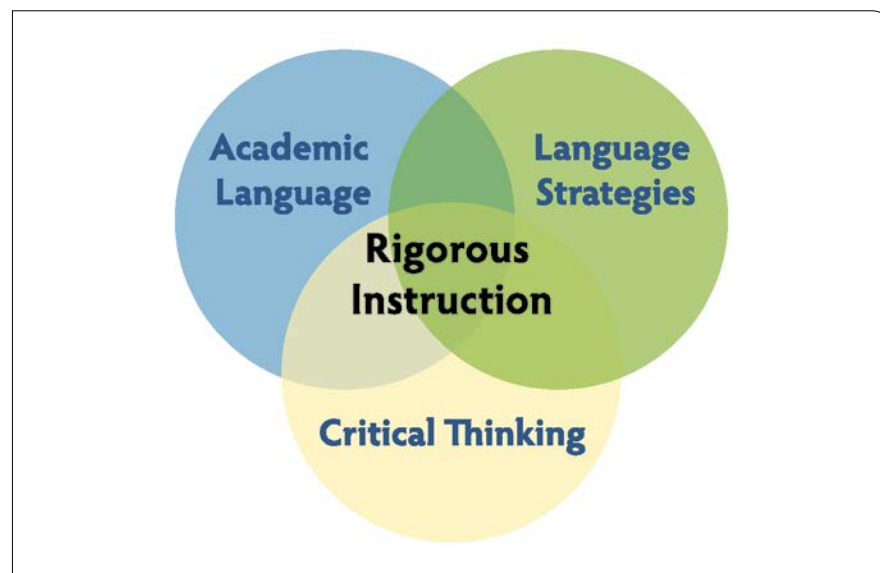 Academic
Language
Language
Strategies
Rigorous
Instruction
Critical Thinking